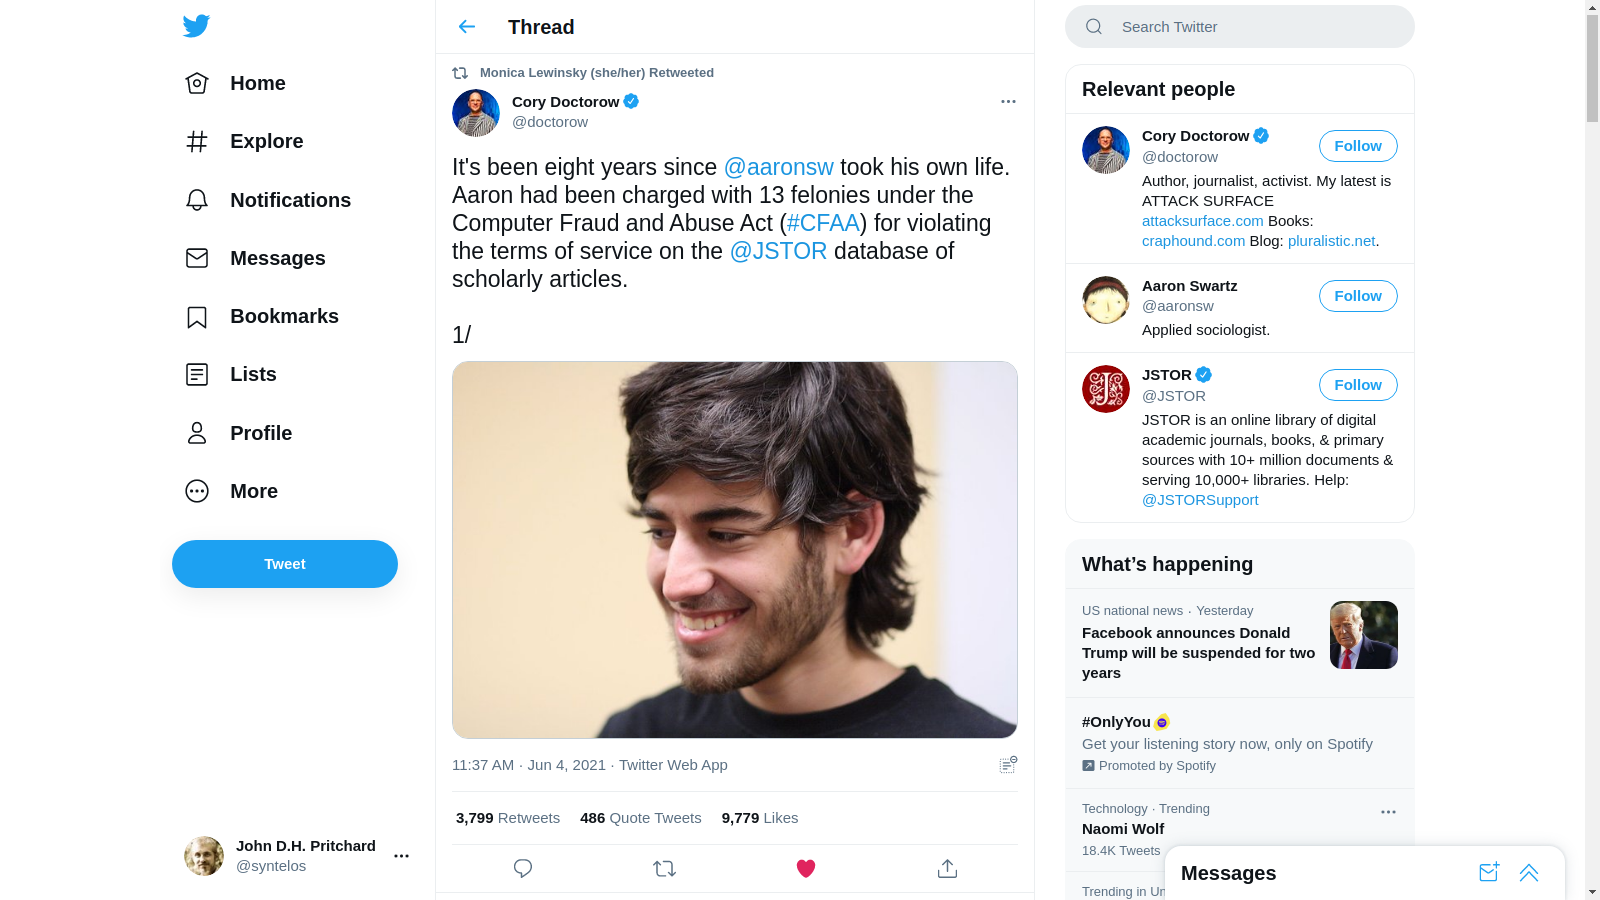 Home
Explore
Notifications
Messages
Bookmarks
Lists
Profile
More
Tweet
John D.H. Pritchard
@syntelos
Thread
Monica Lewinsky (she/her) Retweeted
Cory Doctorow
@doctorow
It's been eight years since @aaronsw took his own life.
Aaron had been charged with 13 felonies under the
Computer Fraud and Abuse Act (#CFAA) for violating
the terms of service on the @JSTOR database of
scholarly articles.
1/
11:37 AM · Jun 4, 2021 · Twitter Web App
3,799 Retweets 486 Quote Tweets 9,779 Likes
Search Twitter
Relevant people
Cory Doctorow
@doctorow
Follow
Author, journalist, activist. My latest is
ATTACK SURFACE
attacksurface.com Books:
craphound.com Blog: pluralistic.net.
Aaron Swartz
@aaronsw
Follow
Applied sociologist.
JSTOR
@JSTOR
Follow
JSTOR is an online library of digital
academic journals, books, & primary
sources with 10+ million documents &
serving 10,000+ libraries. Help:
@JSTORSupport
What's happening
US national news · Yesterday
Facebook announces Donald
Trump will be suspended for two
years
#OnlyYou
Get your listening story now, only on Spotify
Promoted by Spotify
Technology · Trending
Naomi Wolf
18.4K Tweets
Trending in
Messages